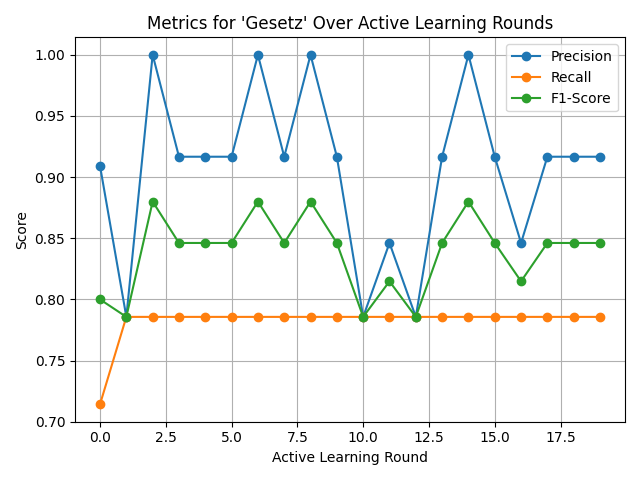 Metrics for 'Gesetz' Over Active Learning Rounds
Precision
Recall
F1-Score
Score
1.00
0.95
0.90
0.85
0.80
0.75
0.70
0.0 2.5 5.0 7.5 10.0 12.5 15.0 17.5
Active Learning Round